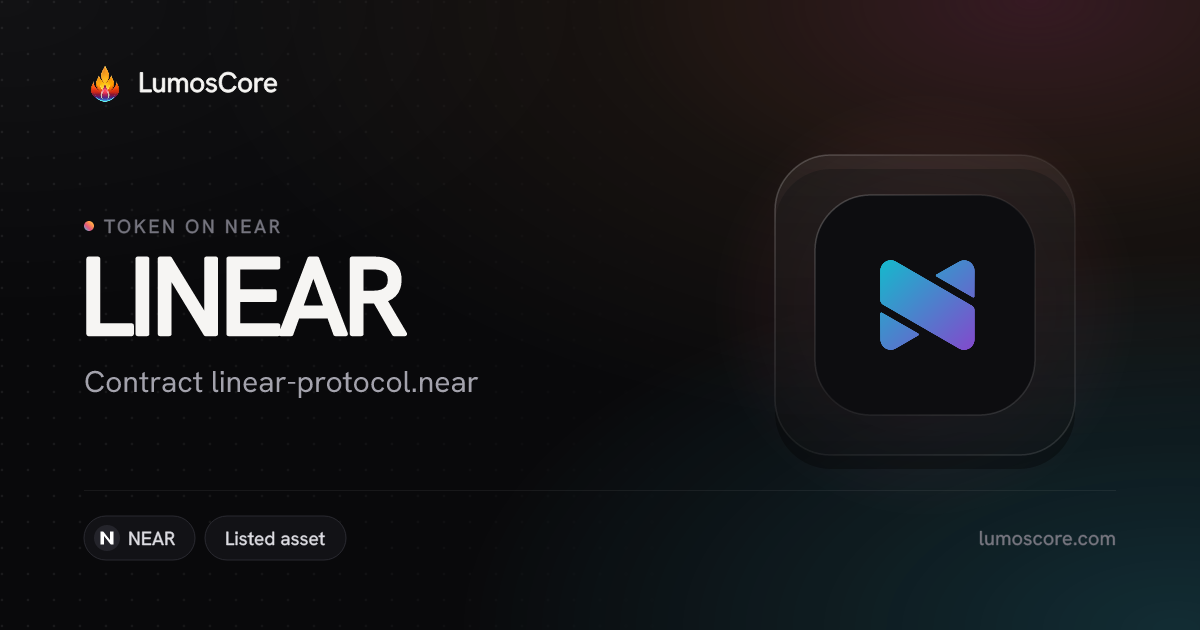 LumosCore
TOKEN ON NEAR
LINEAR
Contract linear-protocol.near
NEAR
Listed asset
lumoscore.com